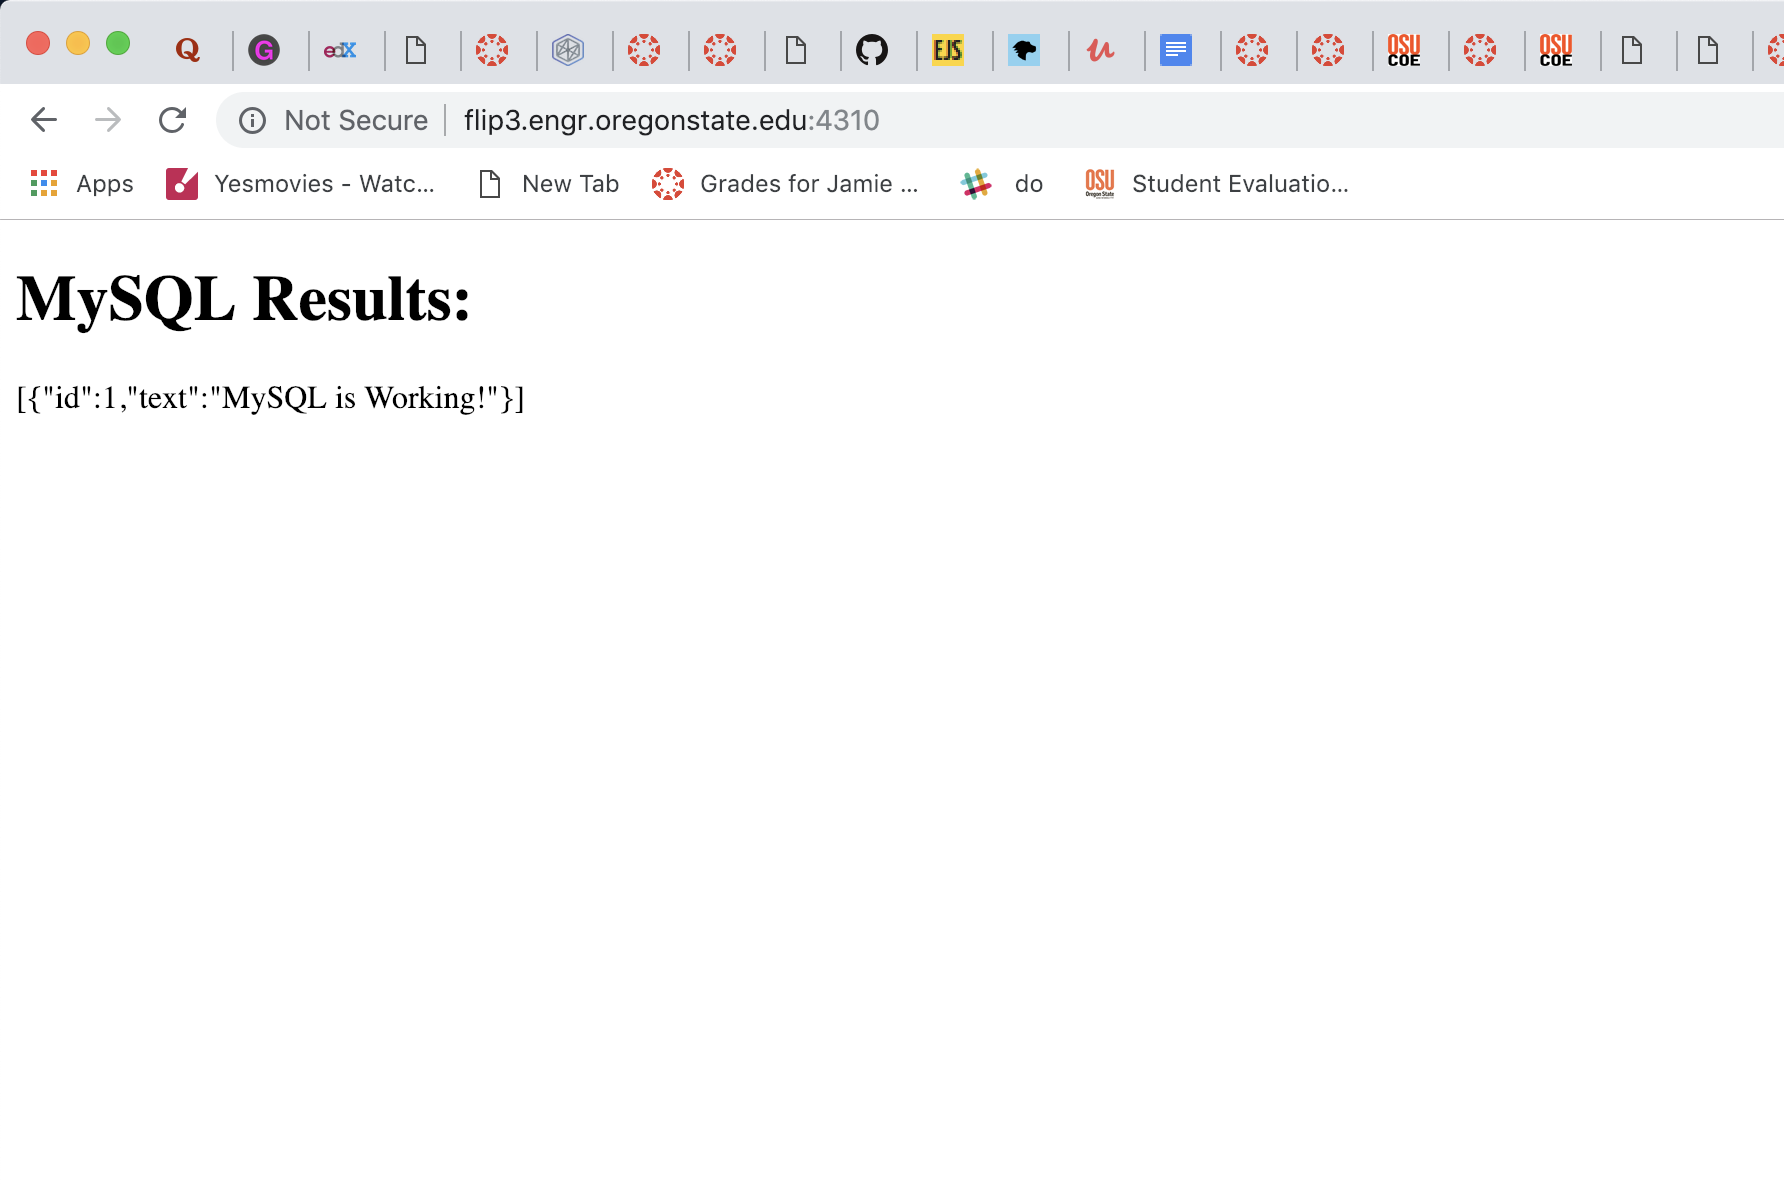 Q G edX EJS OSU COE OSU COE
Not Secure flip3.engr.oregonstate.edu:4310
Apps Yesmovies - Watc... New Tab Grades for Jamie ... do OSU Student Evaluatio...
MySQL Results:
[{"id":1,"text":"MySQL is Working!"}]